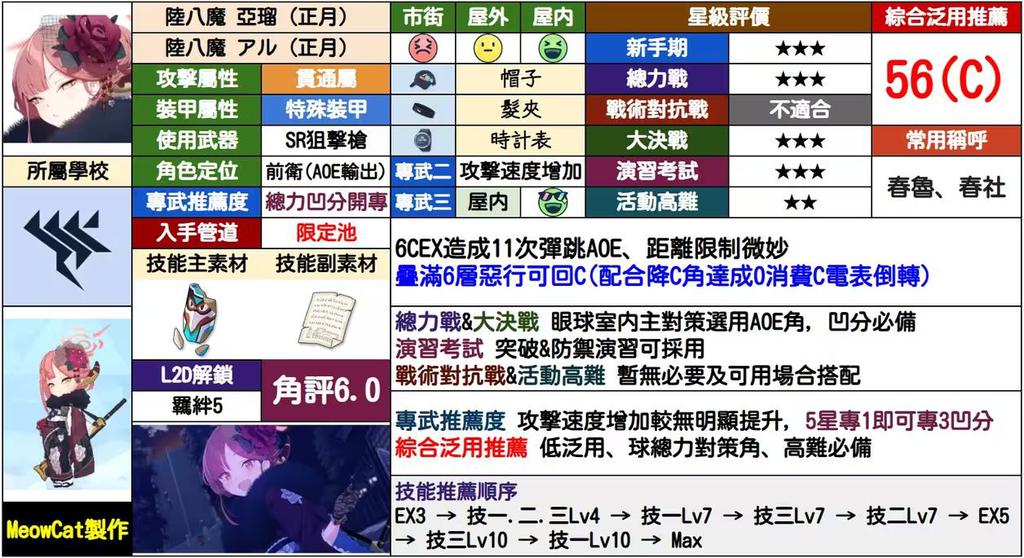 陸八魔 亞瑠 (正月)
陸八魔 アル (正月)
攻擊屬性 貫通屬
裝甲屬性 特殊裝甲
使用武器 SR狙擊槍
所屬學校
角色定位 前衛(AOE輸出)
專武推薦度 總力凹分開專
入手管道 限定池
技能主素材 技能副素材
L2D解鎖
羈絆5
角評6.0
MeowCat製作
市街 屋外 屋內
帽子
髮夾
時計表
專武二 攻擊速度增加
專武三 屋內
星級評價
新手期 ★★★
總力戰 ★★★
戰術對抗戰 不適合
大決戰 ★★★
演習考試 ★★★
活動高難 ★★
綜合泛用推薦
56(C)
常用稱呼
春魯、春社
6CEX造成11次彈跳AOE、距離限制微妙
疊滿6層惡行可回C(配合降C角達成0消費C電表倒轉)
總力戰&大決戰 眼球室內主對策選用AOE角，凹分必備
演習考試 突破&防禦演習可採用
戰術對抗戰&活動高難 暫無必要及可用場合搭配
專武推薦度 攻擊速度增加較無明顯提升，5星專1即可專3凹分
綜合泛用推薦 低泛用、球總力對策角、高難必備
技能推薦順序
EX3 → 技一.二.三Lv4 → 技一Lv7 → 技三Lv7 → 技二Lv7 → EX5
→ 技三Lv10 → 技一Lv10 → Max